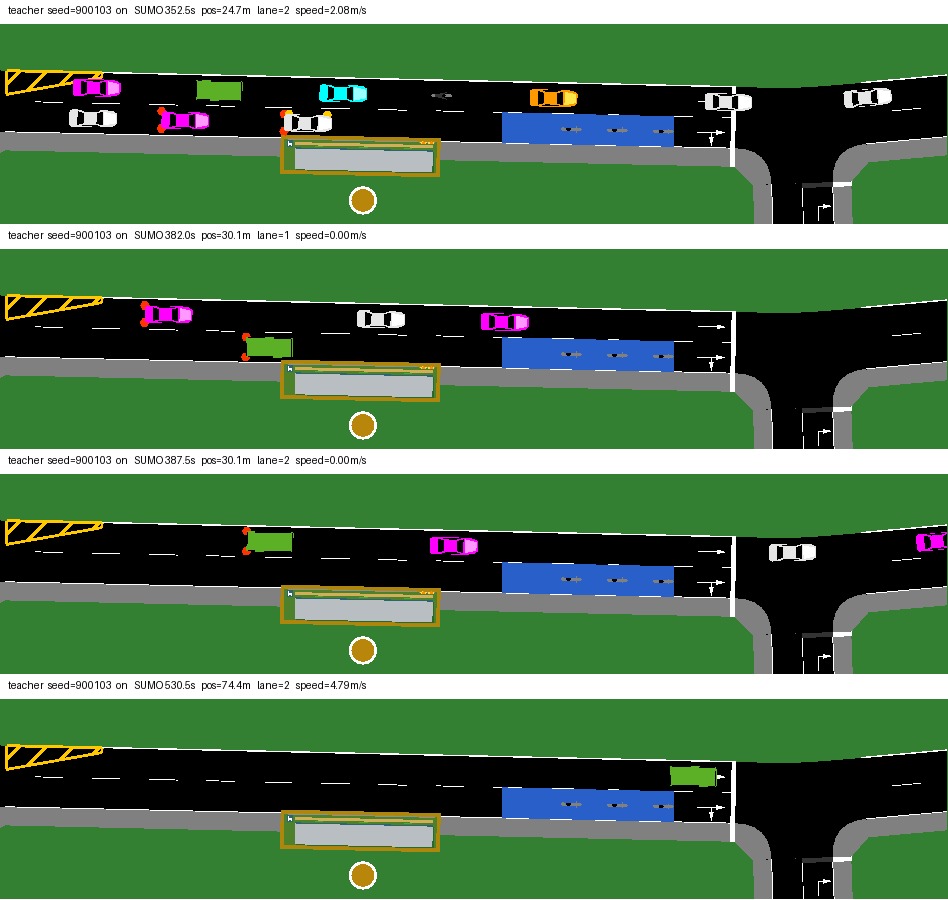 teacher seed=900103 on SUMO352.5s pos=24.7m lane=2 speed=2.08m/s
teacher seed=900103 on SUMO382.0s pos=30.1m lane=1 speed=0.00m/s
teacher seed=900103 on SUMO387.5s pos=30.1m lane=2 speed=0.00m/s
teacher seed=900103 on SUMO530.5s pos=74.4m lane=2 speed=4.79m/s